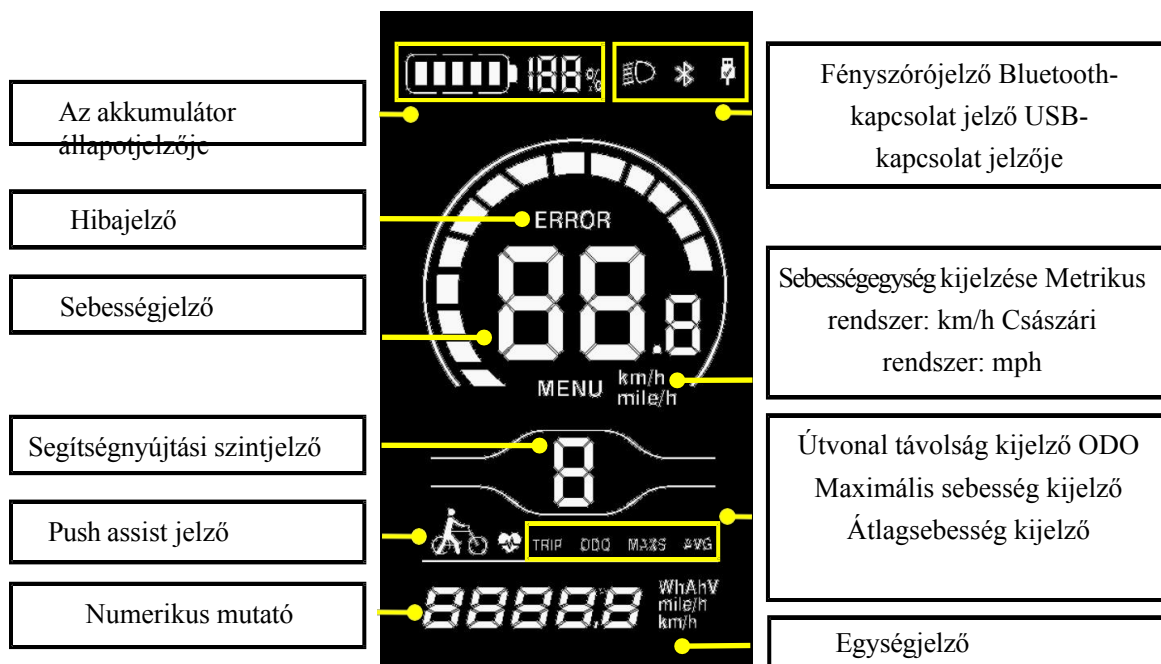 Az akkumulátor
állapotjelzője
Hibajelző
Sebességjelző
Segítségnyújtási szintjelző
Push assist jelző
Numerikus mutató
188%
ERROR
88.8
MENU
km/h
mile/h
8
TRIP ODO MAXS AVG
8888.8
WhAhV
mile/h
km/h
Fényszórójelző Bluetooth-
kapcsolat jelző USB-
kapcsolat jelzője
Sebességegység kijelzése Metrikus
rendszer: km/h Császári
rendszer: mph
Útvonal távolság kijelző ODO
Maximális sebesség kijelző
Átlagsebesség kijelző
Egységjelző